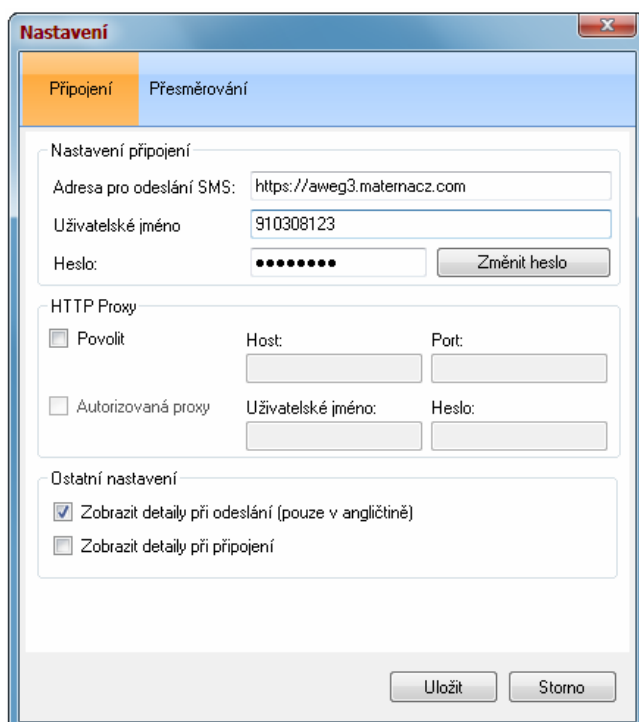 Nastavení
Připojení Přesměrování
Nastavení připojení
Adresa pro odeslání SMS: https://aweg3.maternacz.com
Uživatelské jméno 910308123
Heslo: ●●●●●●●● Změnit heslo
HTTP Proxy
Povolit Host: Port:
Autorizovaná proxy Uživatelské jméno: Heslo:
Ostatní nastavení
Zobrazit detaily při odeslání (pouze v angličtině)
Zobrazit detaily při připojení
Uložit Storno